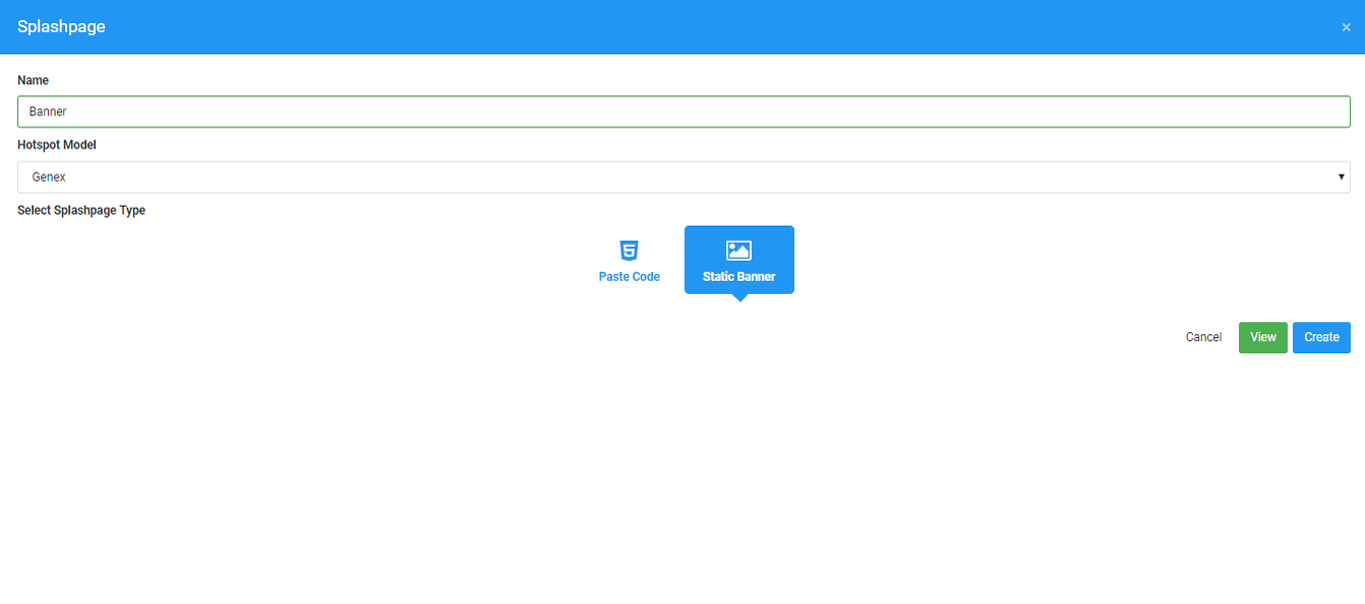 Splashpage
×
Name
Banner
Hotspot Model
Genex
Select Splashpage Type
Paste Code
Static Banner
Cancel
View
Create